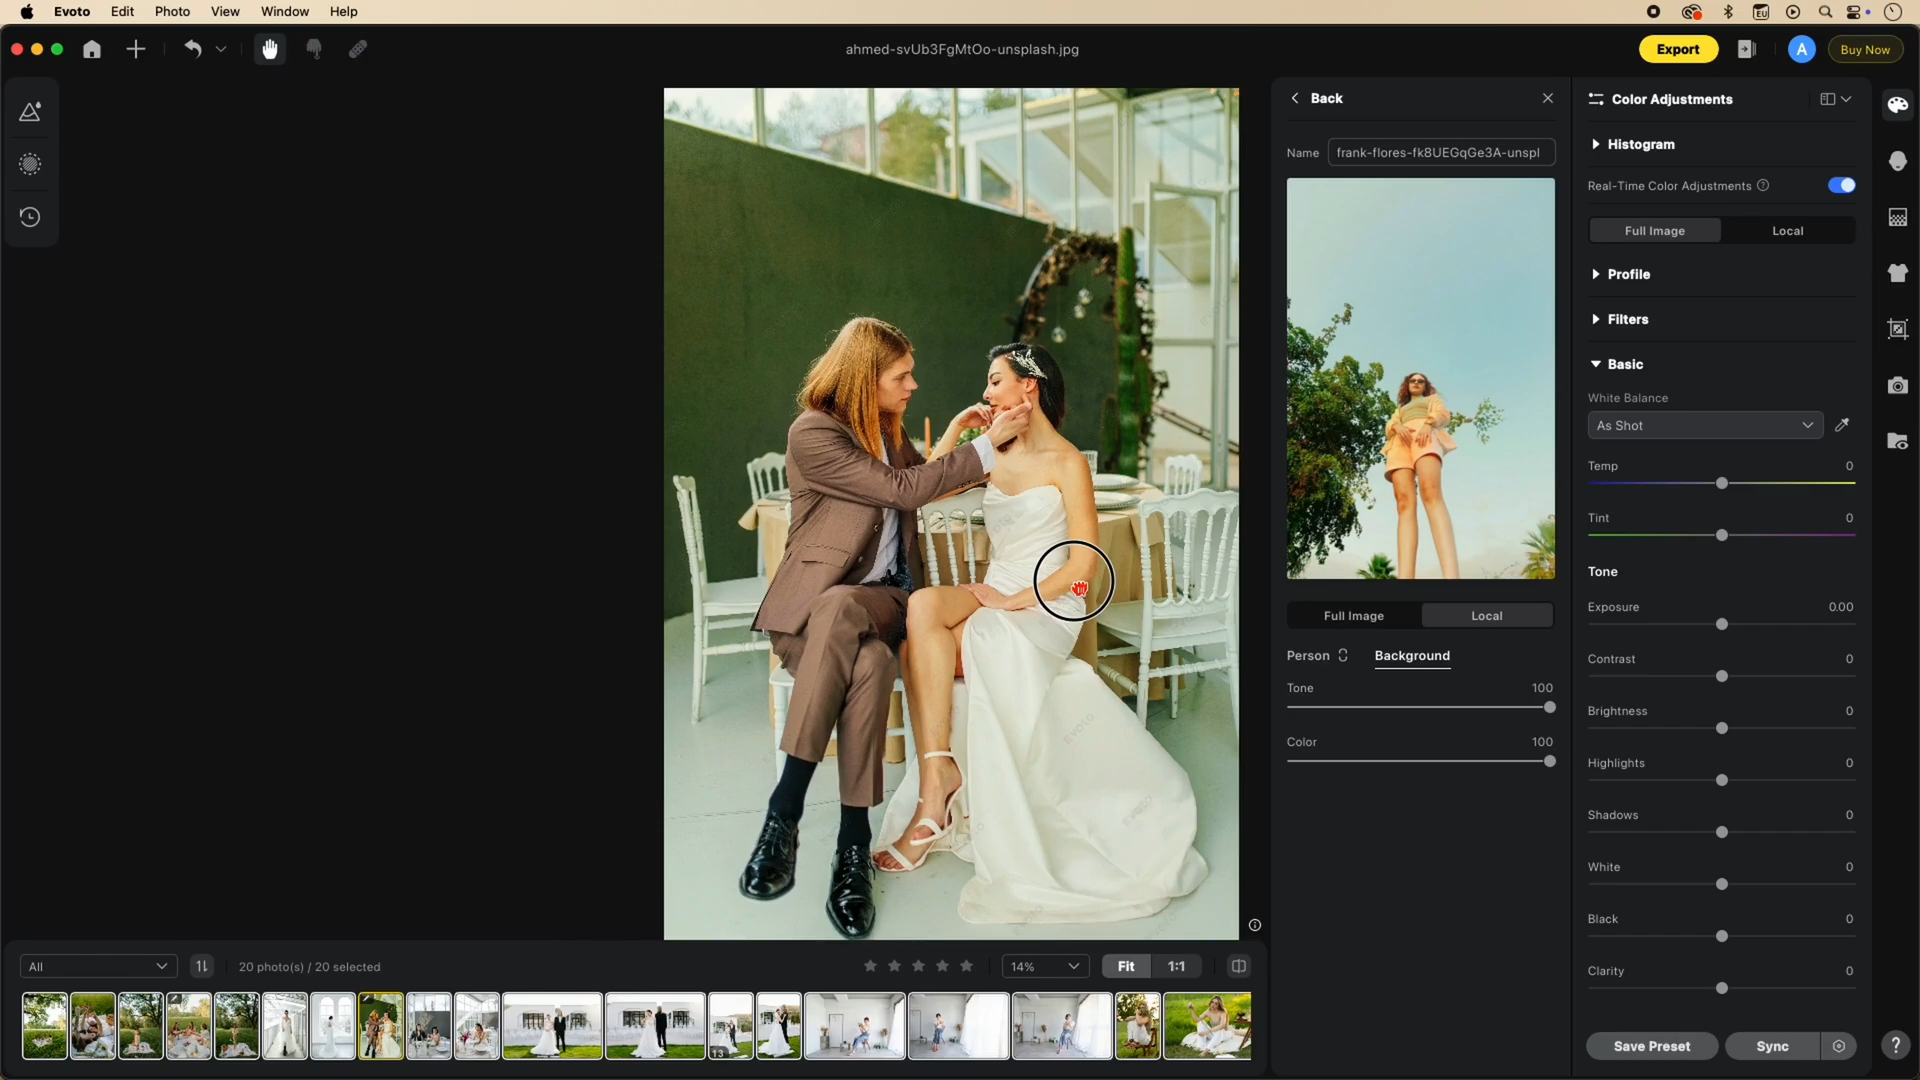 Evoto Edit Photo View Window Help
EU
ahmed-svUb3FgMtOo-unsplash.jpg
Export
A
Buy Now
Back
Name frank-flores-fk8UEGqGe3A-unspl
Full Image Local
Person Background
Tone 100
Color 100
Color Adjustments
Histogram
Real-Time Color Adjustments ?
Full Image Local
Profile
Filters
Basic
White Balance
As Shot
Temp 0
Tint 0
Tone
Exposure 0.00
Contrast 0
Brightness 0
Highlights 0
Shadows 0
White 0
Black 0
Clarity 0
Save Preset Sync
?
evoto
All 20 photo(s) / 20 selected 14% Fit 1:1
13